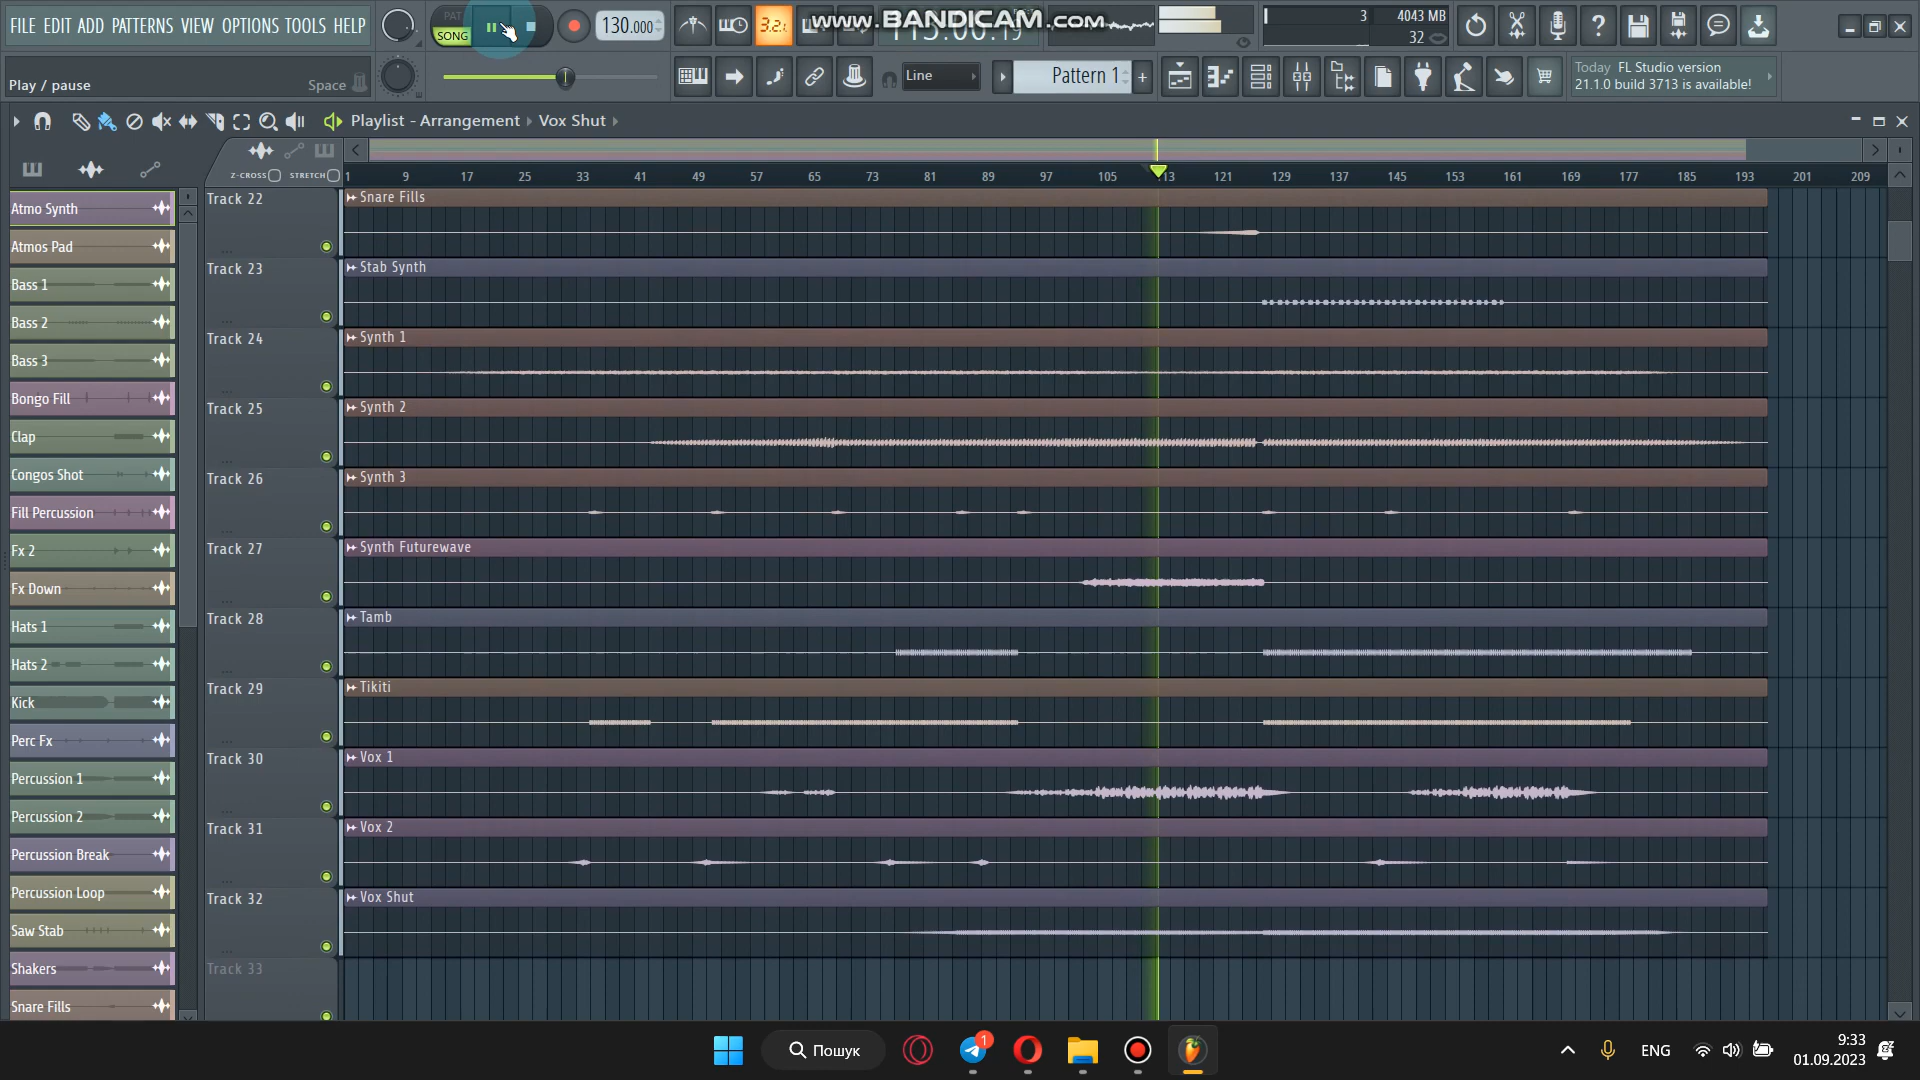 FILE EDIT ADD PATTERNS VIEW OPTIONS TOOLS HELP
PAT
SONG
130.000
3.2.1
www.BANDICAM.com
3
4043 MB
32
Play / pause
Space
Line
Pattern 1
Today FL Studio version
21.1.0 build 3713 is available!
Playlist - Arrangement
Vox Shut
Z-CROSS
STRETCH
1 9 17 25 33 41 49 57 65 73 81 89 97 105 113 121 129 137 145 153 161 169 177 185 193 201 209
Atmo Synth
Atmos Pad
Bass 1
Bass 2
Bass 3
Bongo Fill
Clap
Congos Shot
Fill Percussion
Fx 2
Fx Down
Hats 1
Hats 2
Kick
Perc Fx
Percussion 1
Percussion 2
Percussion Break
Percussion Loop
Saw Stab
Shakers
Snare Fills
Track 22
Snare Fills
Track 23
Stab Synth
Track 24
Synth 1
Track 25
Synth 2
Track 26
Synth 3
Track 27
Synth Futurewave
Track 28
Tamb
Track 29
Tikiti
Track 30
Vox 1
Track 31
Vox 2
Track 32
Vox Shut
Track 33
Пошук
1
ENG
9:33
01.09.2023